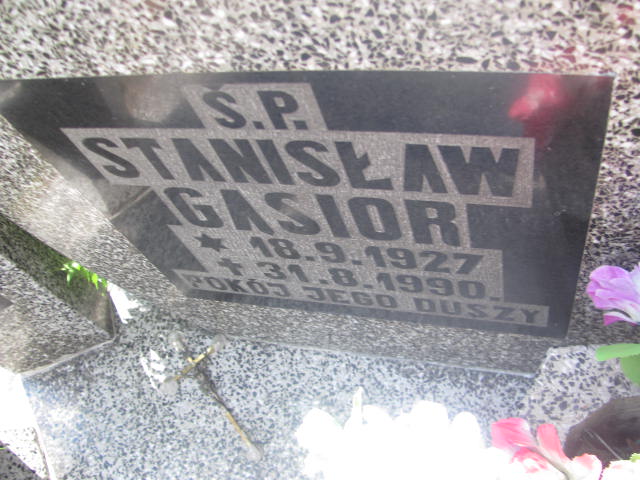 Ś.P.
STANISŁAW
GĄSIOR
★ 18.9.1927
✝ 31.8.1990.
POKÓJ JEGO DUSZY